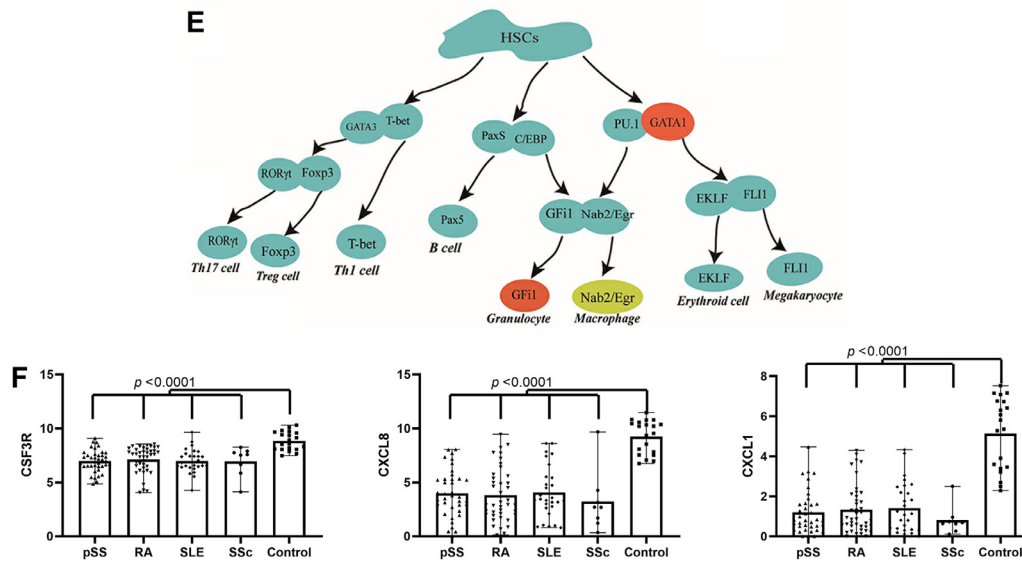 E
HSCs
GATA3 T-bet
PaxS C/EBP
PU.1 GATA1
RORγt Foxp3
EKLF FLI1
RORγt Foxp3 T-bet
Pax5
GFi1 Nab2/Egr
Th17 cell Treg cell Th1 cell
B cell
EKLF FLI1
GFi1 Nab2/Egr
Erythroid cell Megakaryocyte
Granulocyte Macrophage
F
CSF3R
15
10
5
0
p <0.0001
pSS RA SLE SSc Control
CXCL8
15
10
5
0
p <0.0001
pSS RA SLE SSc Control
CXCL1
8
6
4
2
0
p <0.0001
pSS RA SLE SSc Control